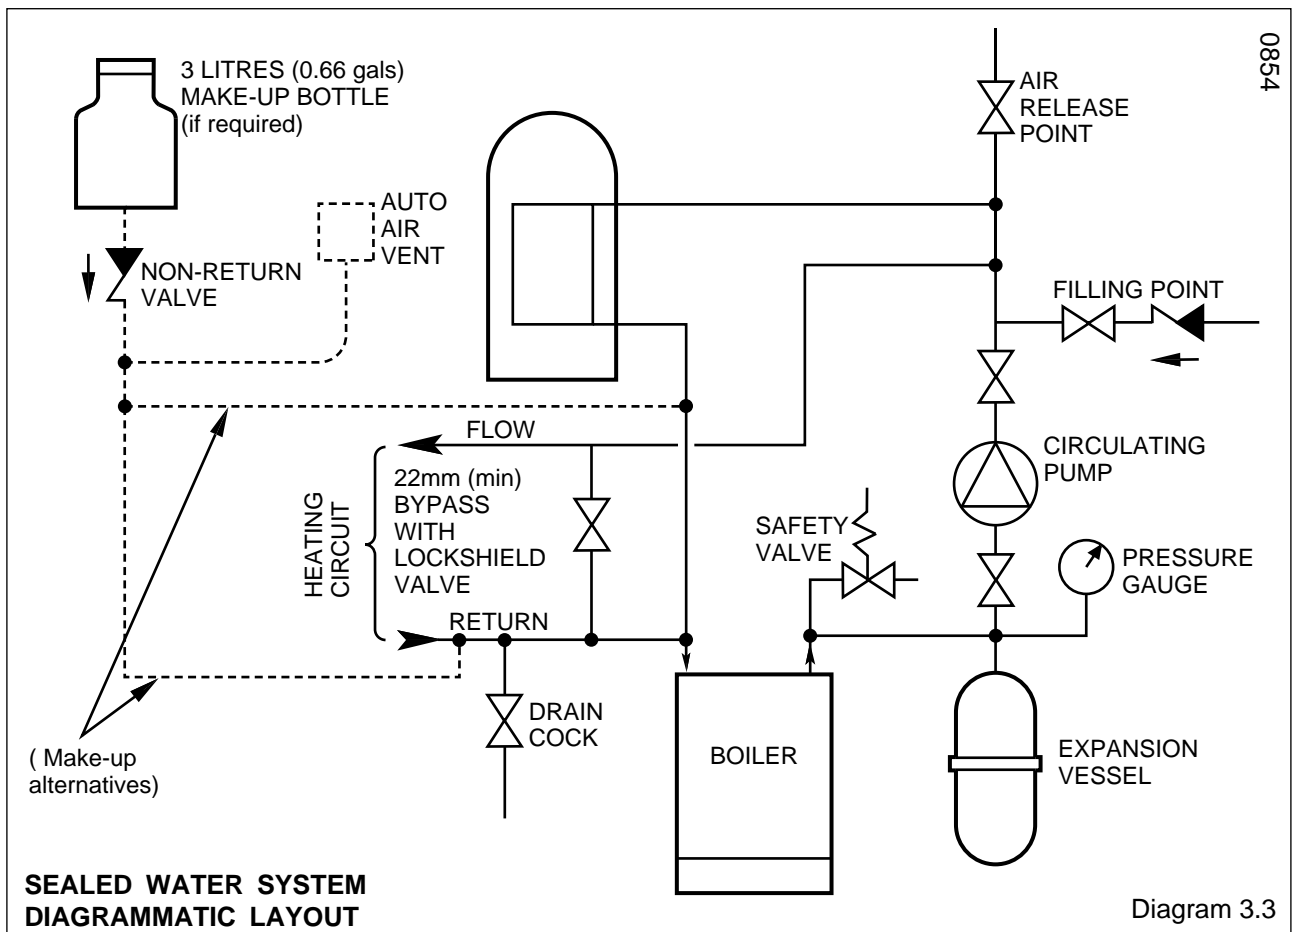 3 LITRES (0.66 gals)
MAKE-UP BOTTLE
(if required)
0854
AIR
RELEASE
POINT
AUTO
AIR
VENT
NON-RETURN
VALVE
FILLING POINT
FLOW
22mm (min)
BYPASS
WITH
LOCKSHIELD
VALVE
HEATING
CIRCUIT
RETURN
CIRCULATING
PUMP
SAFETY
VALVE
PRESSURE
GAUGE
DRAIN
COCK
BOILER
EXPANSION
VESSEL
( Make-up
alternatives)
SEALED WATER SYSTEM
DIAGRAMMATIC LAYOUT
Diagram 3.3